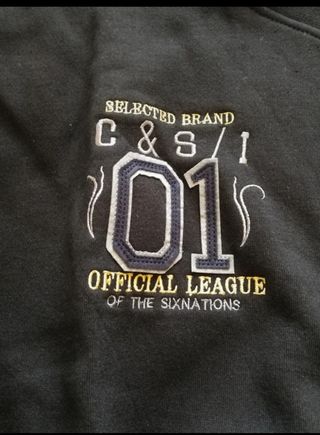 SELECTED BRAND
C & S / I
01
OFFICIAL LEAGUE
OF THE SIXNATIONS